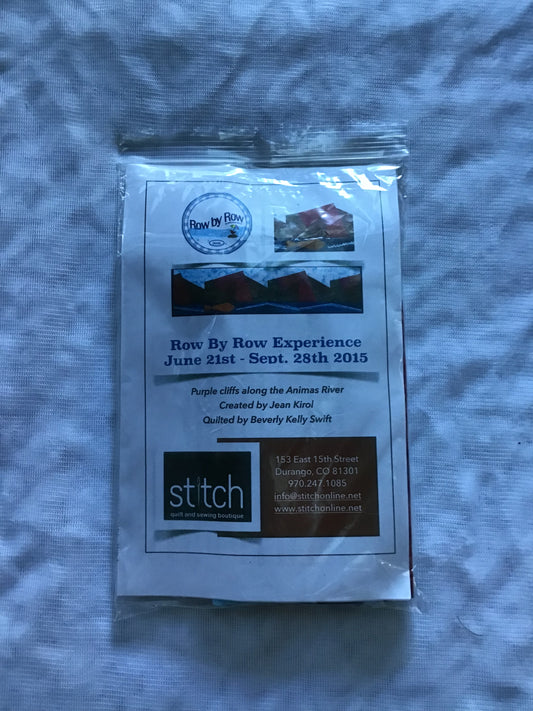 Row by Row
Row By Row Experience
June 21st - Sept. 28th 2015
Purple cliffs along the Animas River
Created by Jean Kirol
Quilted by Beverly Kelly Swift
stitch
quilt and sewing boutique
153 East 15th Street
Durango, CO 81301
970.247.1085
info@stitchonline.net
www.stitchonline.net